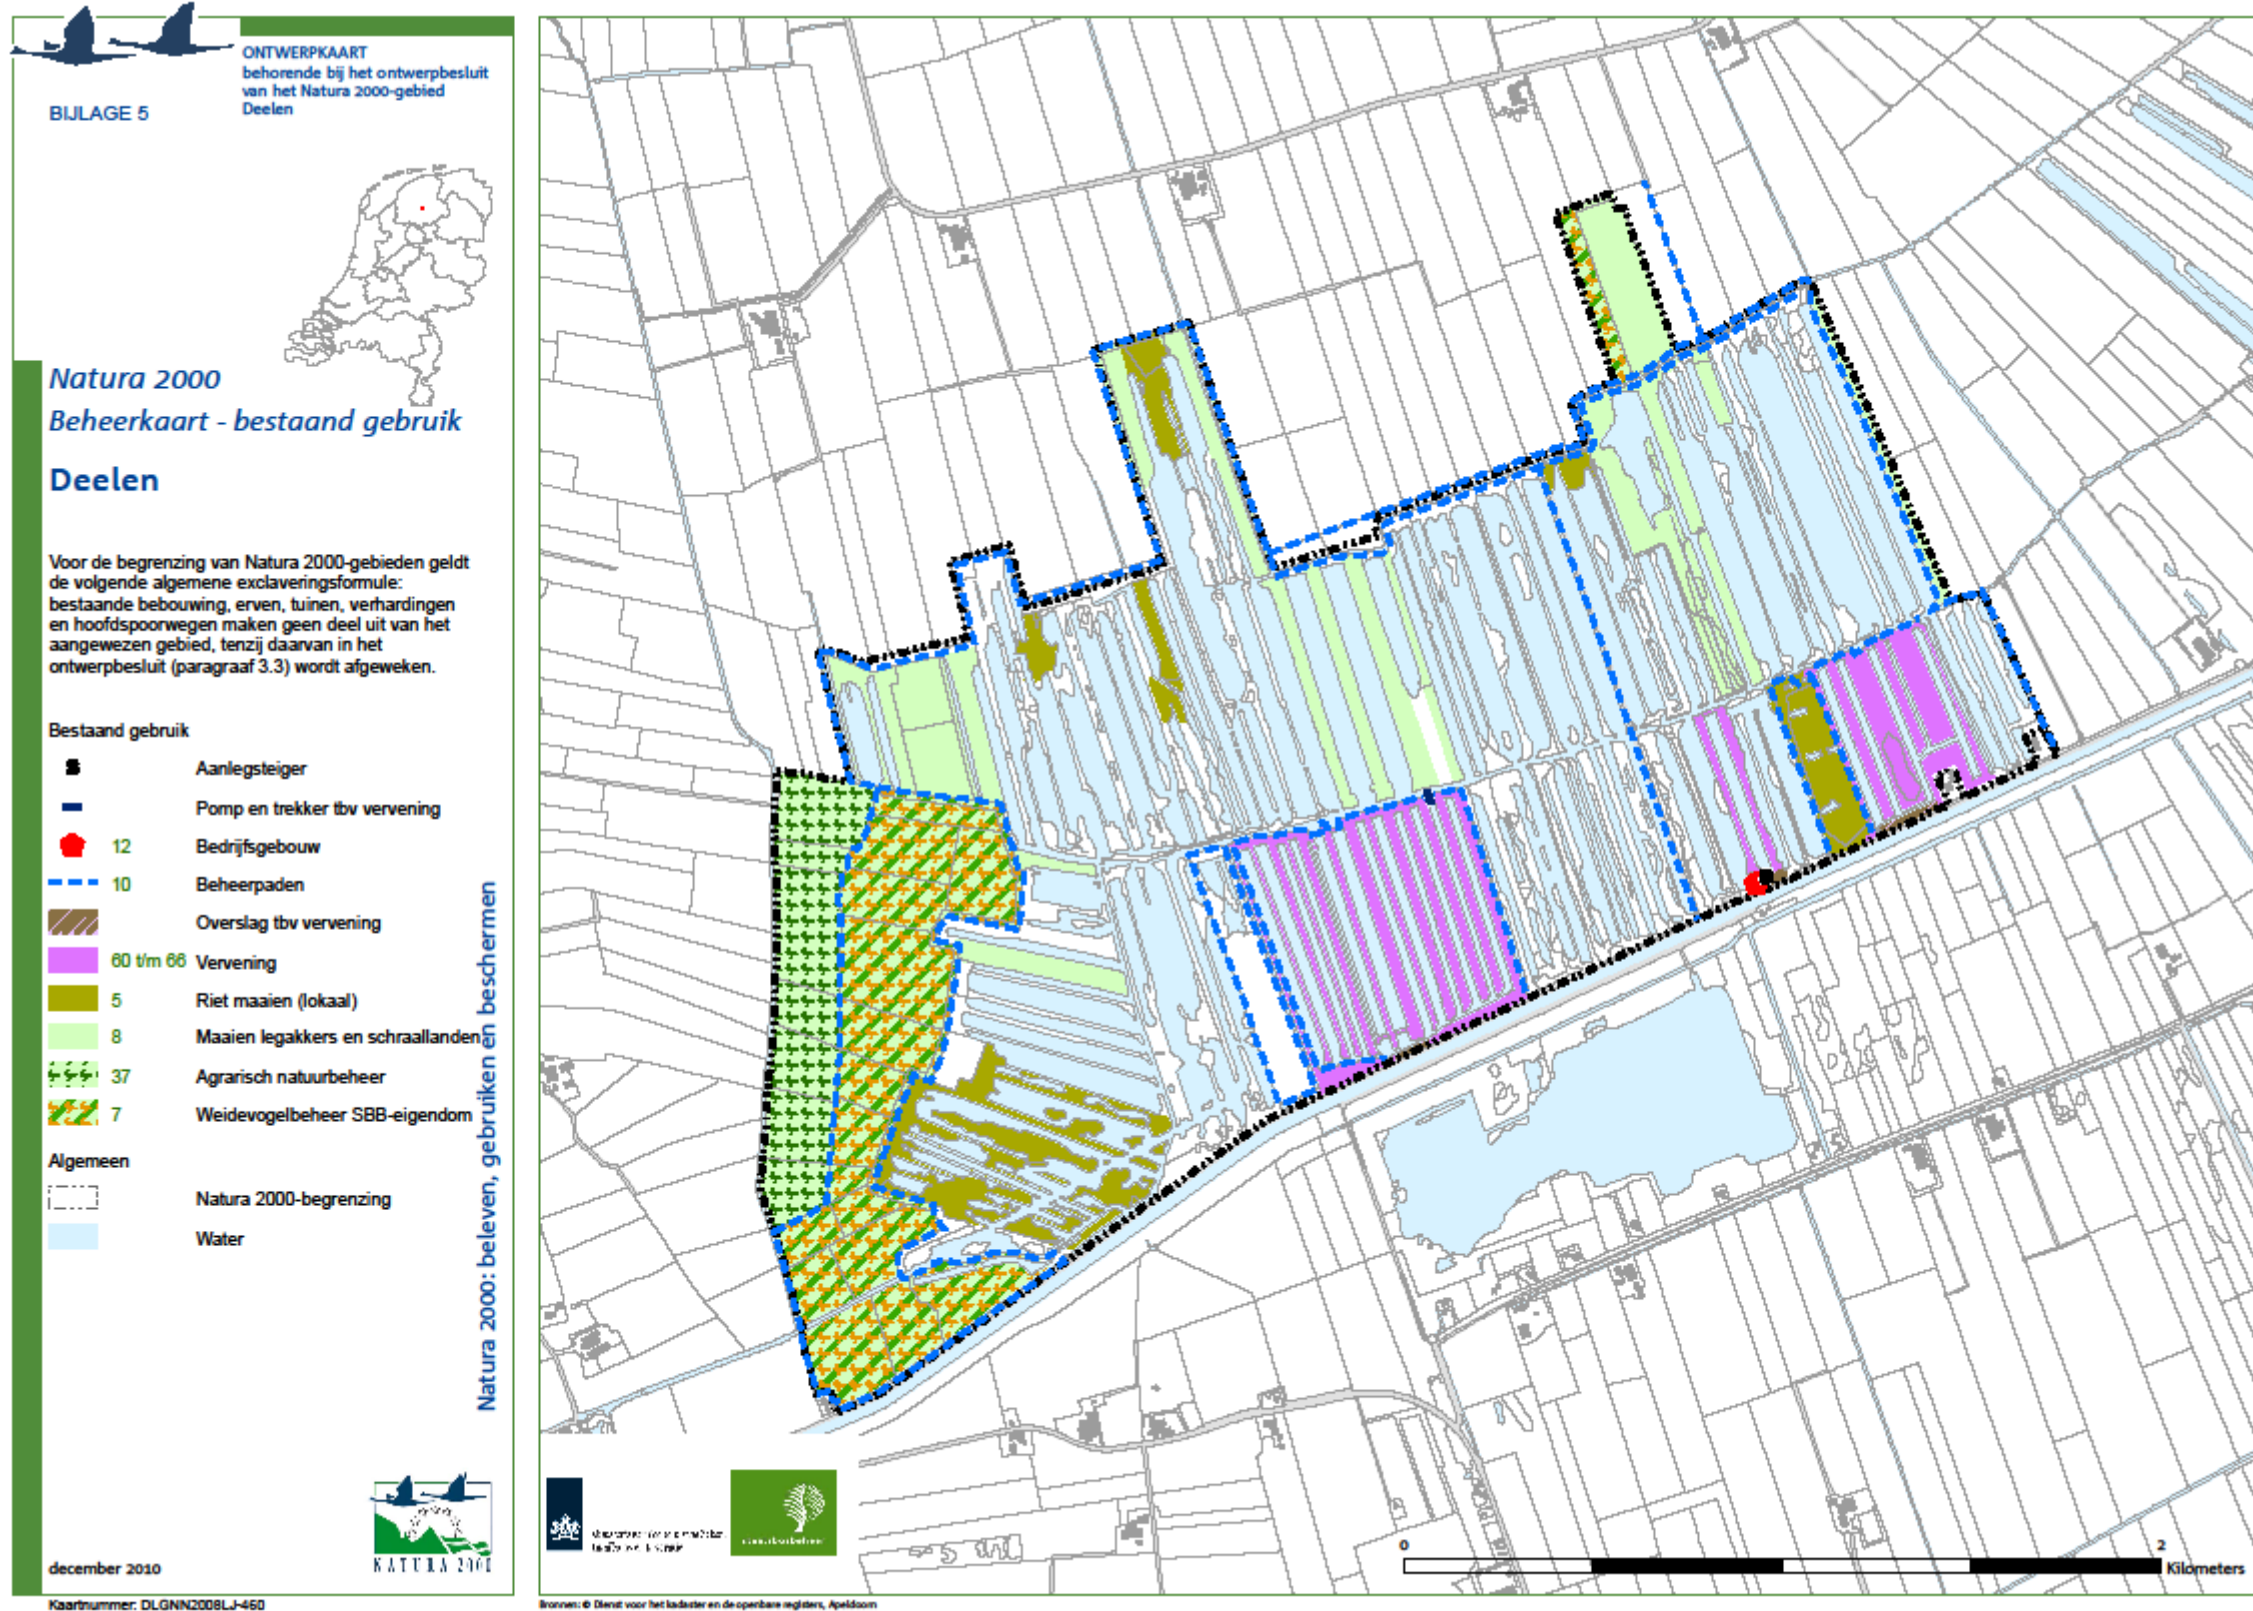 ONTWERPKAART
behorende bij het ontwerpbesluit
van het Natura 2000-gebied
Deelen
BIJLAGE 5
Natura 2000
Beheerkaart - bestaand gebruik
Deelen
Voor de begrenzing van Natura 2000-gebieden geldt
de volgende algemene exclaveringsformule:
bestaande bebouwing, erven, tuinen, verhardingen
en hoofdspoorwegen maken geen deel uit van het
aangewezen gebied, tenzij daarvan in het
ontwerpbesluit (paragraaf 3.3) wordt afgeweken.
Bestaand gebruik
Aanlegsteiger
Pomp en trekker tbv vervening
12 Bedrijfsgebouw
10 Beheerpaden
Overslag tbv vervening
60 t/m 66 Vervening
5 Riet maaien (lokaal)
8 Maaien legakkers en schraallanden
37 Agrarisch natuurbeheer
7 Weidevogelbeheer SBB-eigendom
Algemeen
Natura 2000-begrenzing
Water
Natura 2000: beleven, gebruiken en beschermen
NATURA 2000
december 2010
Kaartnummer: DLGNN2008LJ-460
0 2
Kilometers
Bronnen: © Dienst voor het kadaster en de openbare registers, Apeldoorn